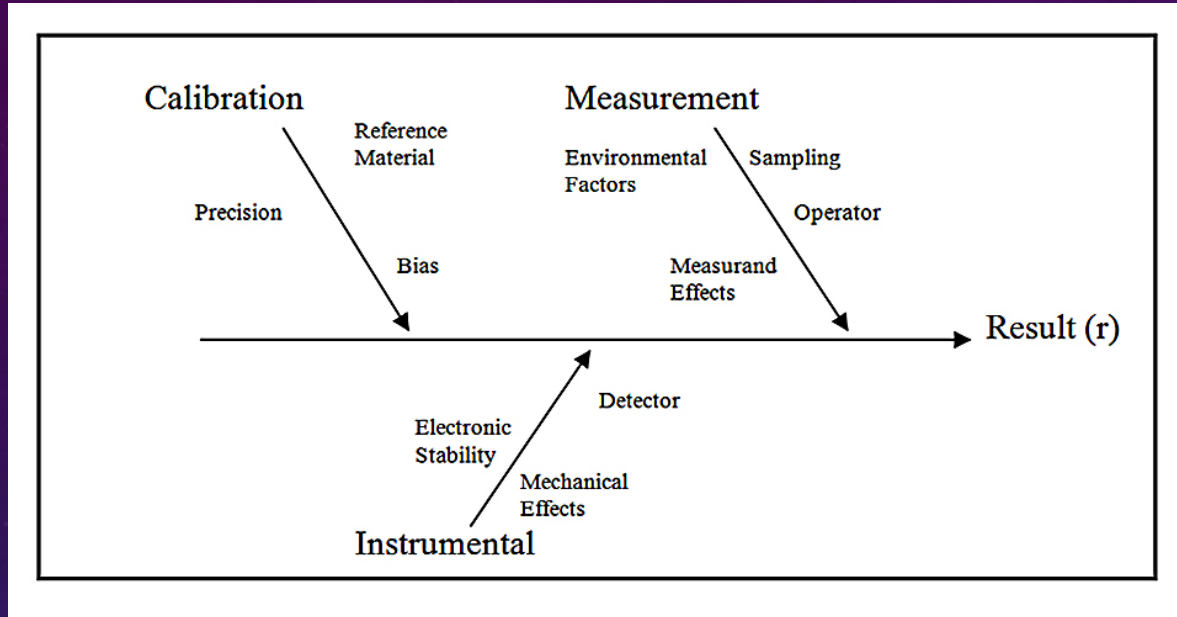 Calibration
Measurement
Reference
Material
Environmental
Factors
Sampling
Precision
Operator
Bias
Measurand
Effects
Result (r)
Detector
Electronic
Stability
Mechanical
Effects
Instrumental